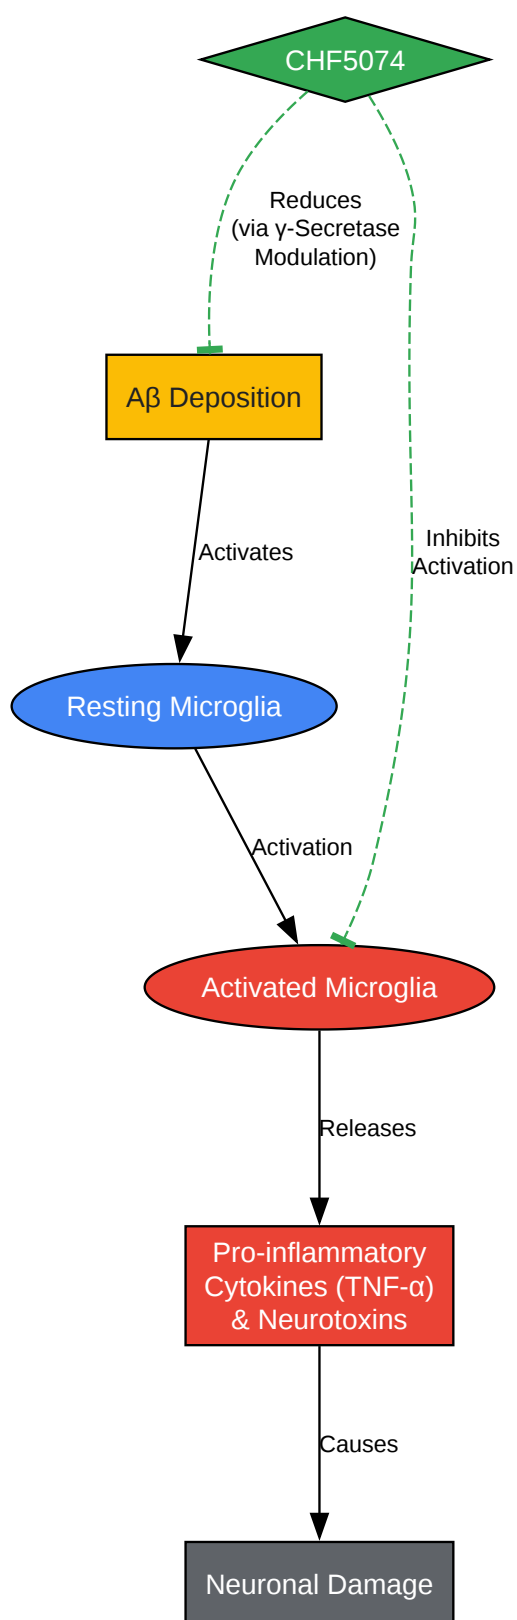 CHF5074
Reduces
(via γ-Secretase
Modulation)
Aβ Deposition
Inhibits
Activation
Activates
Resting Microglia
Activation
Activated Microglia
Releases
Pro-inflammatory
Cytokines (TNF-α)
& Neurotoxins
Causes
Neuronal Damage